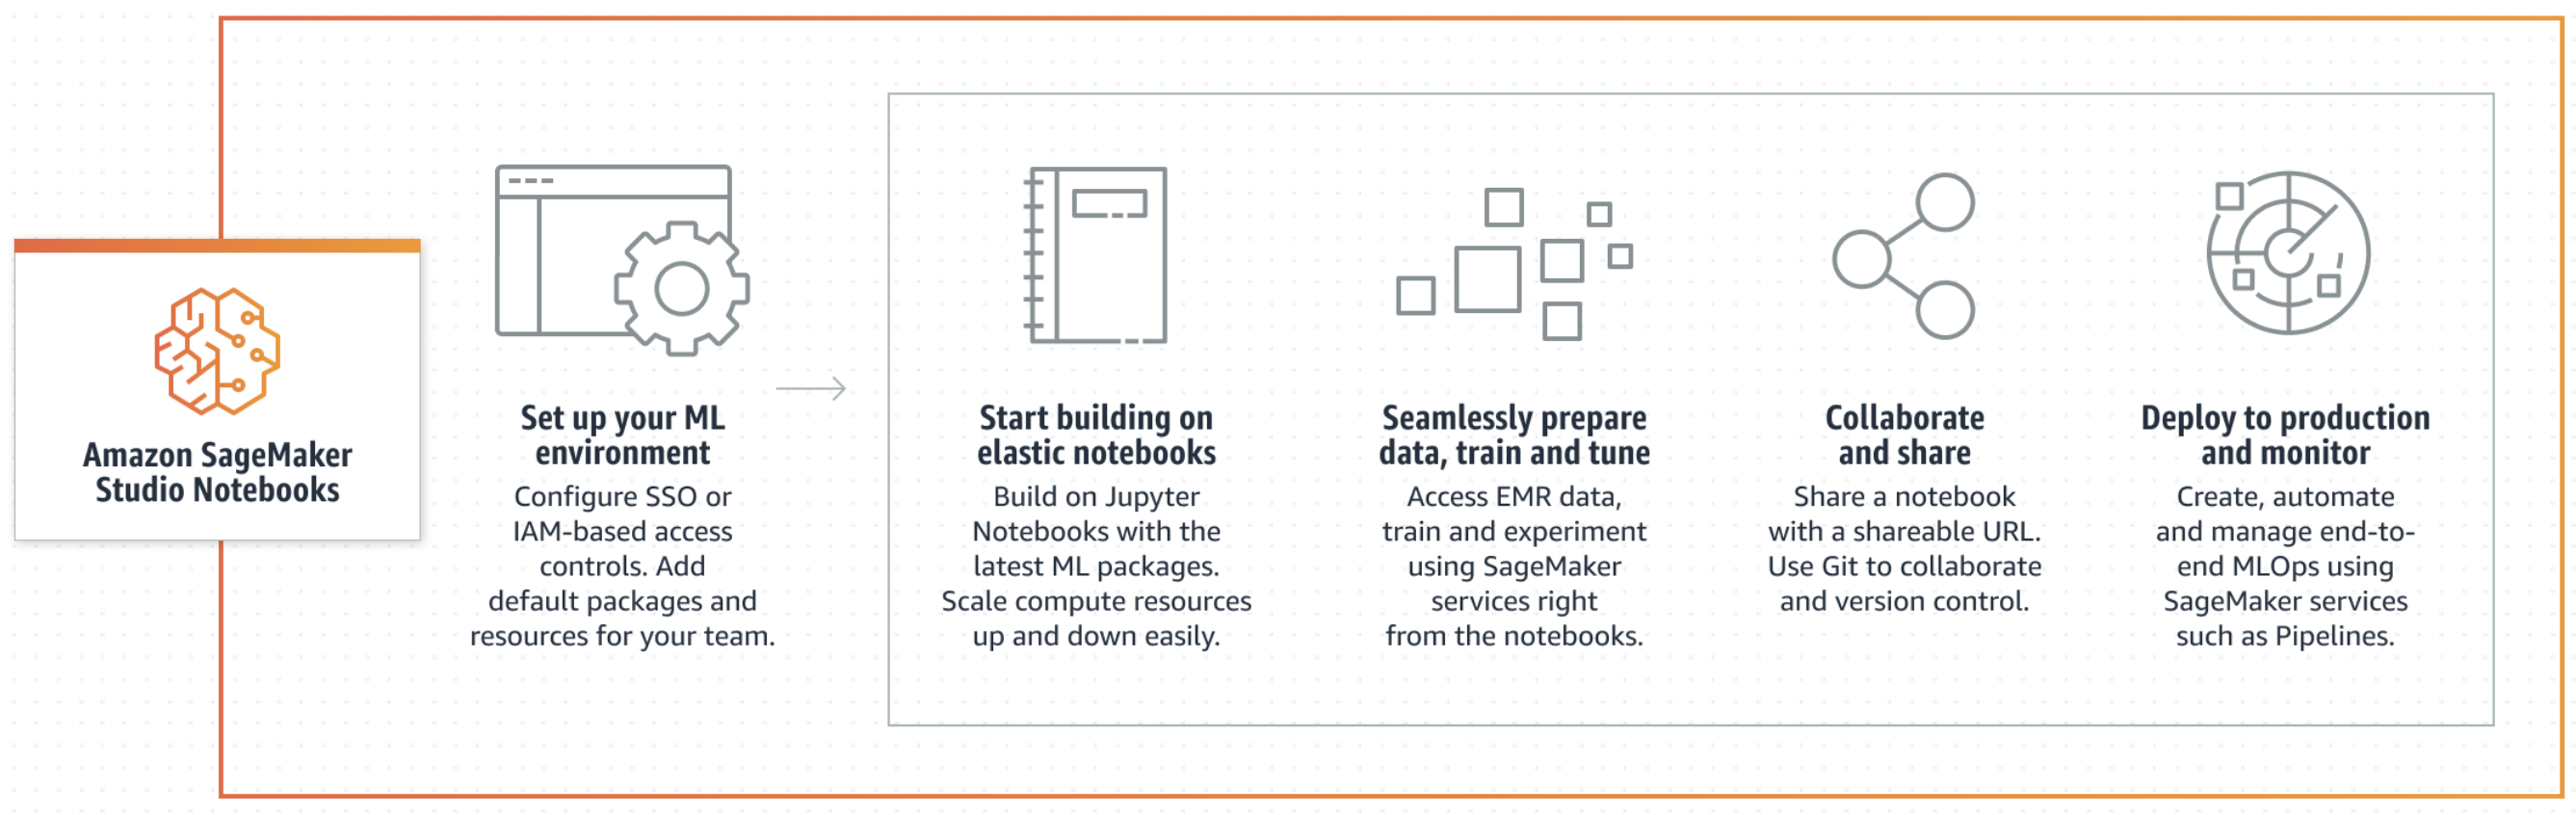 Amazon SageMaker
Studio Notebooks
Set up your ML
environment
Configure SSO or
IAM-based access
controls. Add
default packages and
resources for your team.
Start building on
elastic notebooks
Build on Jupyter
Notebooks with the
latest ML packages.
Scale compute resources
up and down easily.
Seamlessly prepare
data, train and tune
Access EMR data,
train and experiment
using SageMaker
services right
from the notebooks.
Collaborate
and share
Share a notebook
with a shareable URL.
Use Git to collaborate
and version control.
Deploy to production
and monitor
Create, automate
and manage end-to-
end MLOps using
SageMaker services
such as Pipelines.